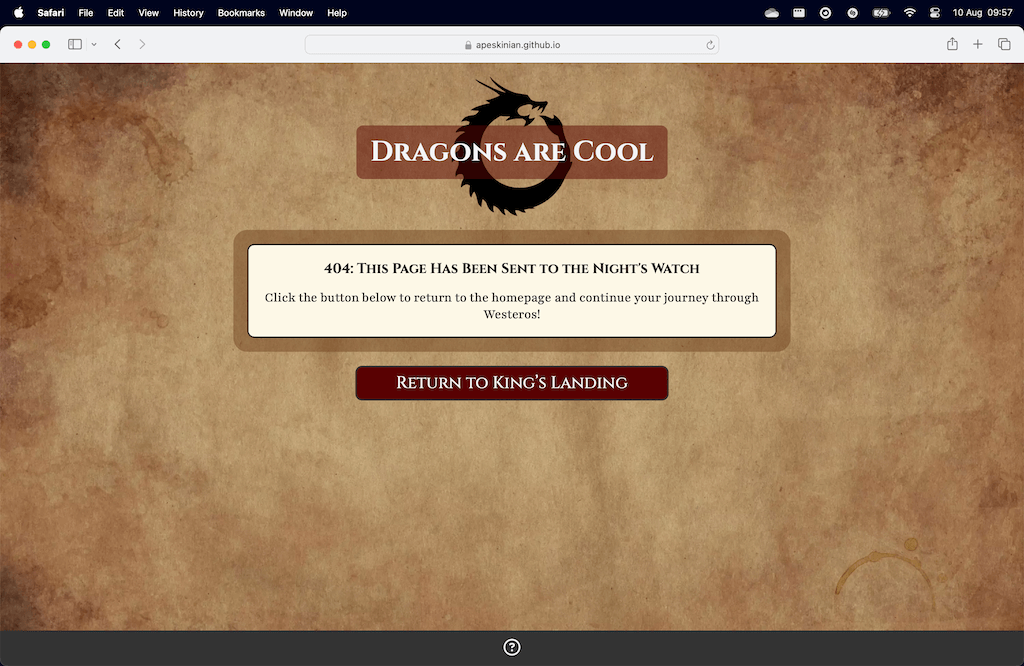 Safari File Edit View History Bookmarks Window Help 10 Aug 09:57
apeskinian.github.io
Dragons are Cool
404: This Page Has Been Sent to the Night's Watch
Click the button below to return to the homepage and continue your journey through
Westeros!
Return to King's Landing
?